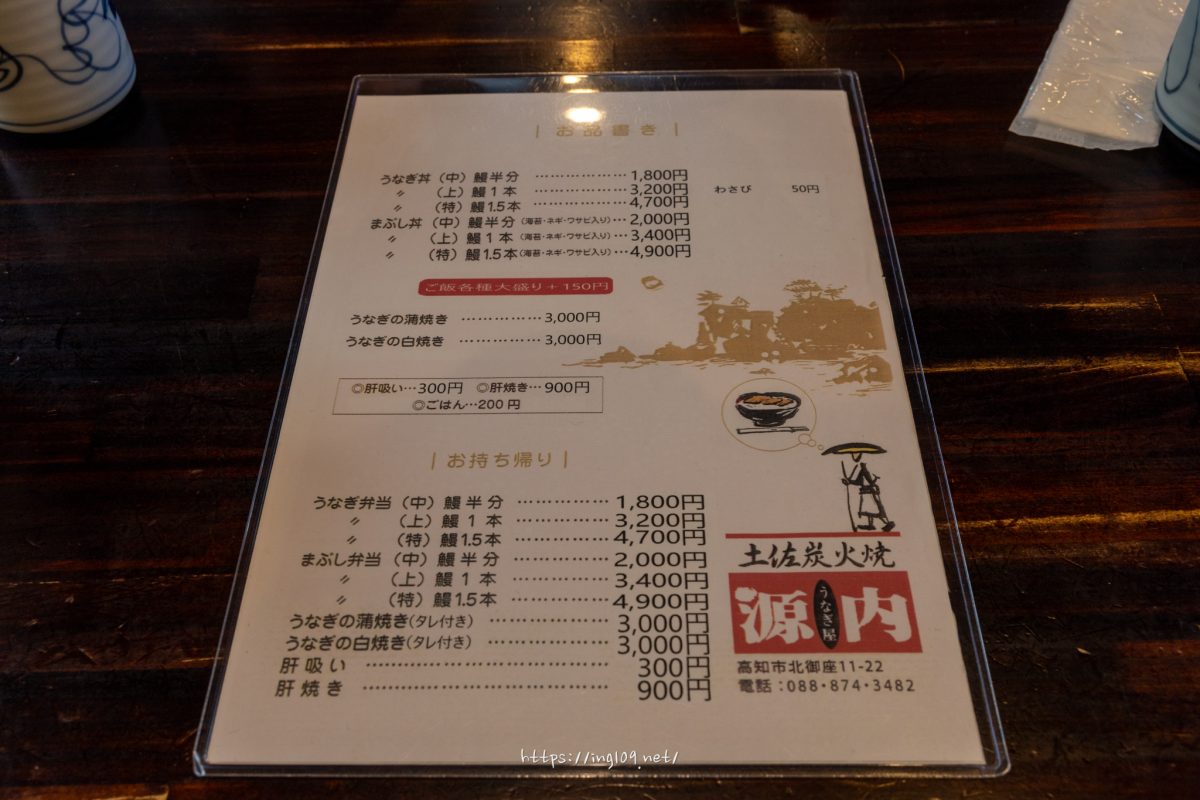 | お品書き |
うなぎ丼（中）鰻半分 ………………1,800円
〃 （上）鰻1本 ………………3,200円 わさび 50円
〃 （特）鰻1.5本 ………………4,700円
まぶし丼（中）鰻半分（海苔・ネギ・ワサビ入り）…2,000円
〃 （上）鰻1本（海苔・ネギ・ワサビ入り）…3,400円
〃 （特）鰻1.5本（海苔・ネギ・ワサビ入り）…4,900円
ご飯各種大盛り＋150円
うなぎの蒲焼き ……………3,000円
うなぎの白焼き ……………3,000円
◎肝吸い…300円 ◎肝焼き…900円
◎ごはん…200円
| お持ち帰り |
うなぎ弁当（中）鰻半分 ……………1,800円
〃 （上）鰻1本 ……………3,200円
〃 （特）鰻1.5本 ……………4,700円
まぶし弁当（中）鰻半分 ……………2,000円
〃 （上）鰻1本 ……………3,400円
〃 （特）鰻1.5本 ……………4,900円
うなぎの蒲焼き(タレ付き) ………………3,000円
うなぎの白焼き(タレ付き) ………………3,000円
肝吸い ……………………………300円
肝焼き ……………………………900円
土佐炭火焼
源内
うなぎ屋
高知市北御座11-22
電話：088・874・3482
https://ing109.net/